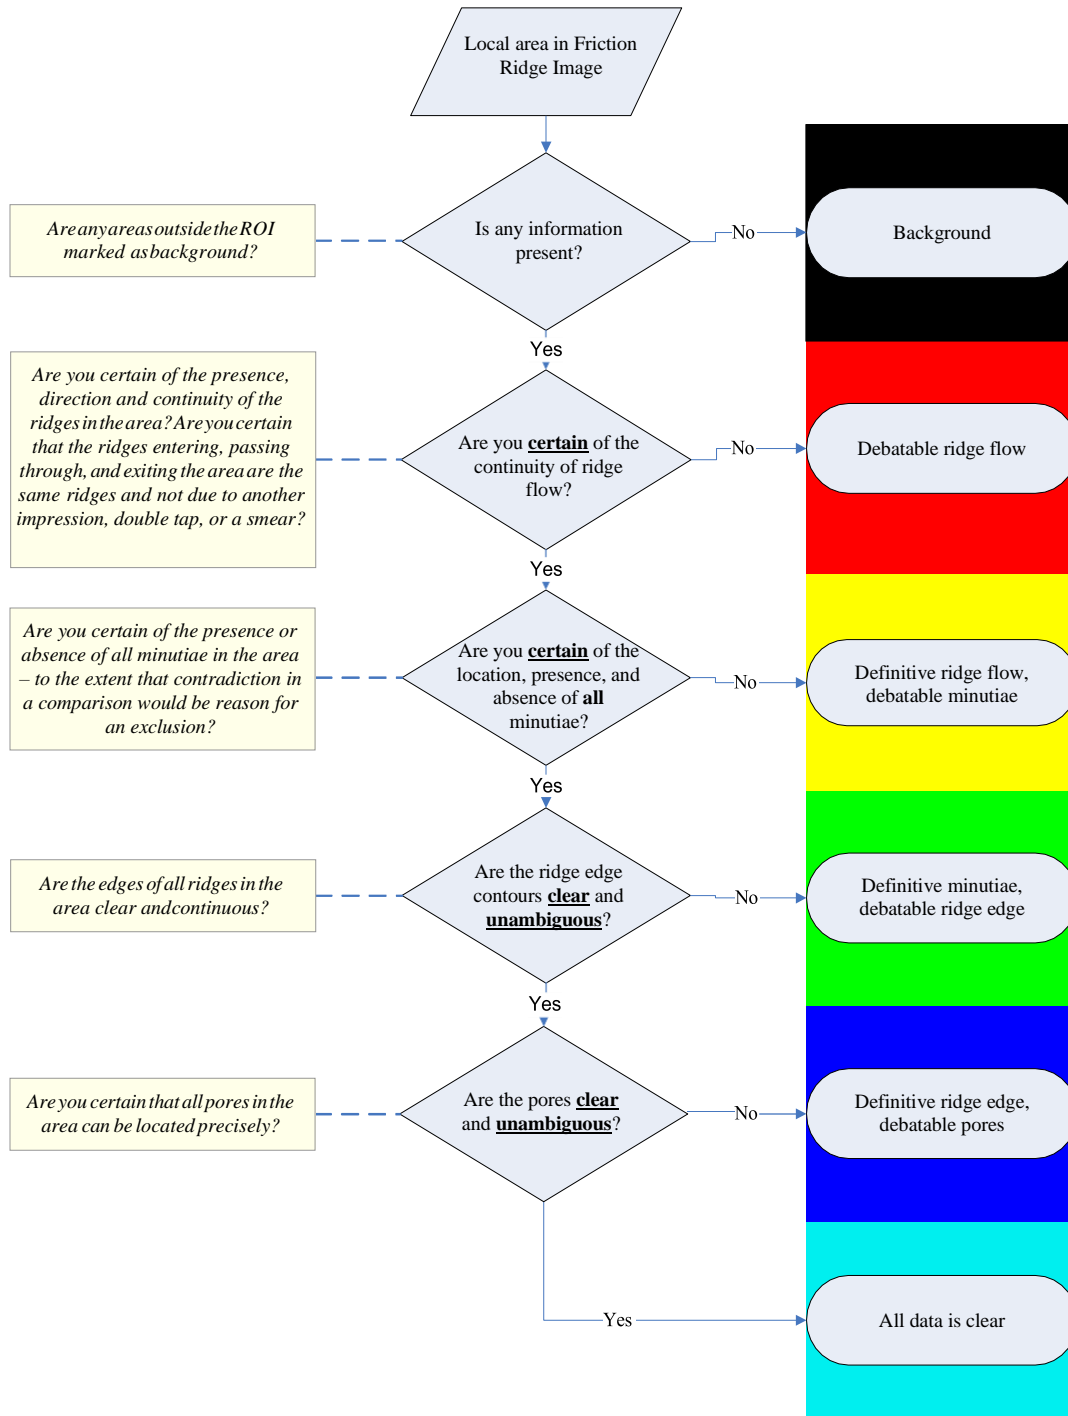 Local area in Friction
Ridge Image
Are any areas outside the ROI
marked as background?
Is any information
present?
No
Background
Yes
Are you certain of the presence,
direction and continuity of the
ridges in the area? Are you certain
that the ridges entering, passing
through, and exiting the area are the
same ridges and not due to another
impression, double tap, or a smear?
Are you certain of the
continuity of ridge
flow?
No
Debatable ridge flow
Yes
Are you certain of the presence or
absence of all minutiae in the area
– to the extent that contradiction in
a comparison would be reason for
an exclusion?
Are you certain of the
location, presence, and
absence of all
minutiae?
No
Definitive ridge flow,
debatable minutiae
Yes
Are the edges of all ridges in the
area clear and continuous?
Are the ridge edge
contours clear and
unambiguous?
No
Definitive minutiae,
debatable ridge edge
Yes
Are you certain that all pores in the
area can be located precisely?
Are the pores clear
and unambiguous?
No
Definitive ridge edge,
debatable pores
Yes
All data is clear